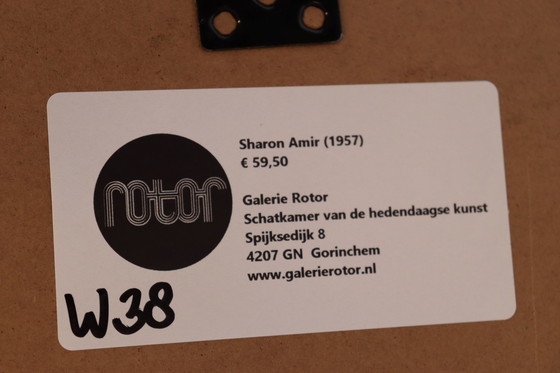 rotor
Sharon Amir (1957)
€ 59,50
Galerie Rotor
Schatkamer van de hedendaagse kunst
Spijksedijk 8
4207 GN Gorinchem
www.galerierotor.nl
W38